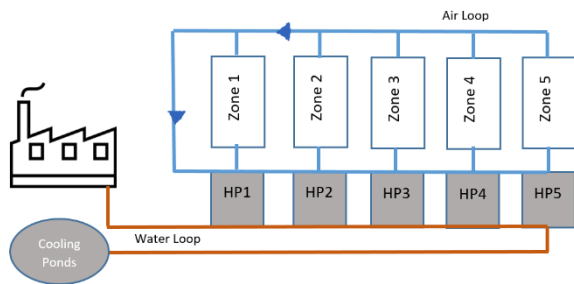 Air Loop
Zone 1
Zone 2
Zone 3
Zone 4
Zone 5
HP1
HP2
HP3
HP4
HP5
Water Loop
Cooling
Ponds